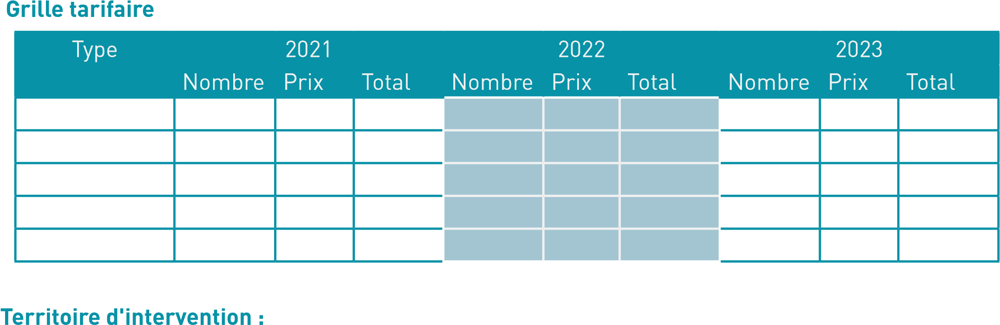 Grille tarifaire
Type 2021 2022 2023
Nombre Prix Total Nombre Prix Total Nombre Prix Total
Territoire d'intervention :